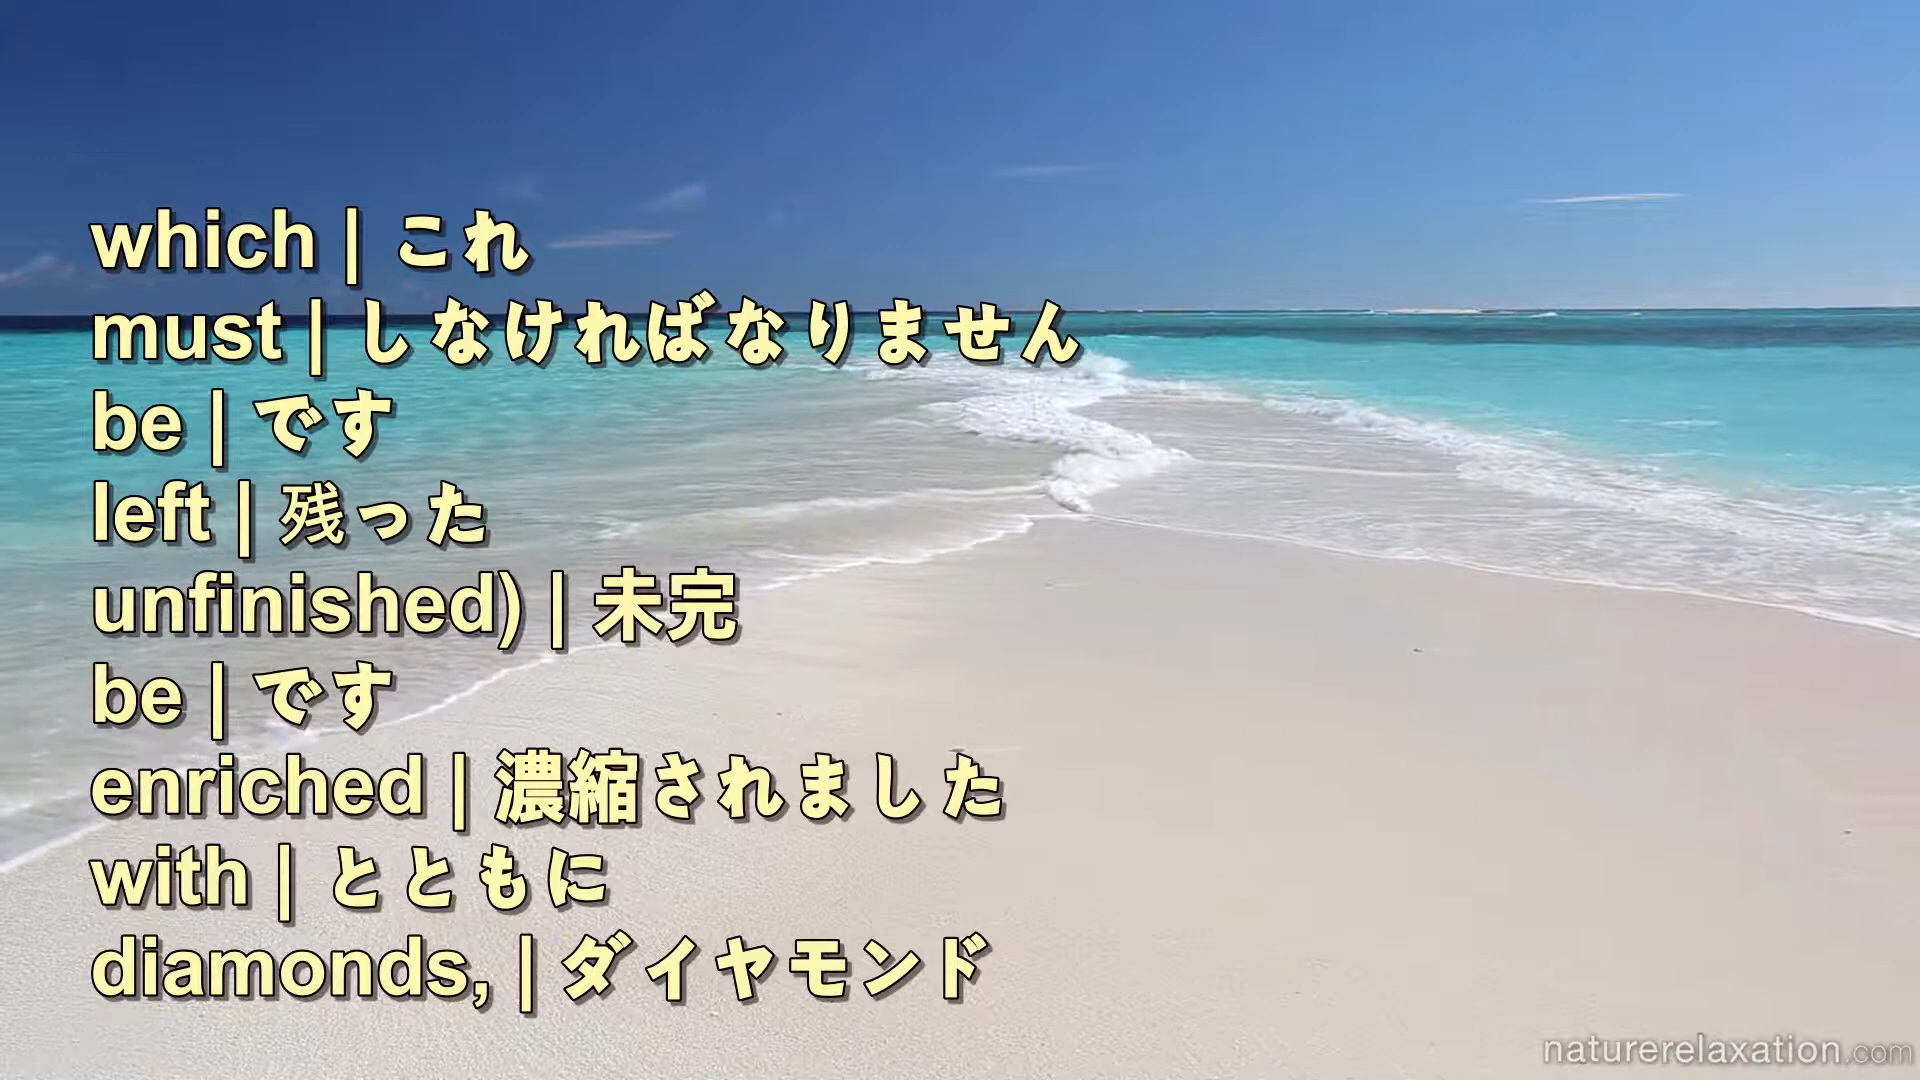 which | これ
must | しなければなりません
be | です
left | 残った
unfinished) | 未完
be | です
enriched | 濃縮されました
with | とともに
diamonds, | ダイヤモンド
naturerelaxation.com